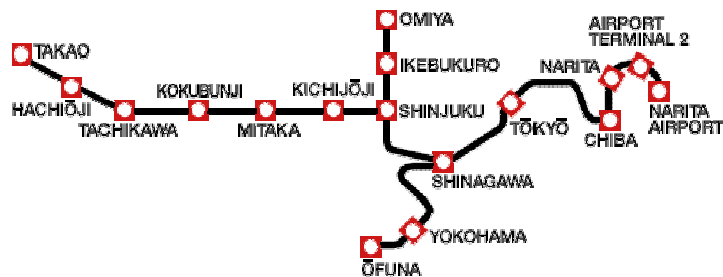 OMIYA
AIRPORT
TERMINAL 2
TAKAO
IKEBUKURO
NARITA
HACHIŌJI
KOKUBUNJI
KICHIJŌJI
SHINJUKU
TACHIKAWA
MITAKA
TŌKYŌ
CHIBA
NARITA
AIRPORT
SHINAGAWA
YOKOHAMA
ŌFUNA